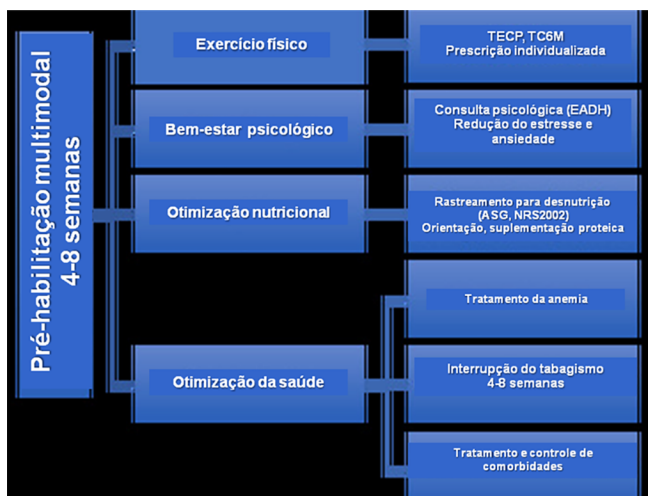 Pré-habilitação multimodal
4-8 semanas
Exercício físico
TECP, TC6M
Prescrição individualizada
Bem-estar psicológico
Consulta psicológica (EADH)
Redução do estresse e
ansiedade
Otimização nutricional
Rastreamento para desnutrição
(ASG, NRS2002)
Orientação, suplementação proteica
Otimização da saúde
Tratamento da anemia
Interrupção do tabagismo
4-8 semanas
Tratamento e controle de
comorbidades